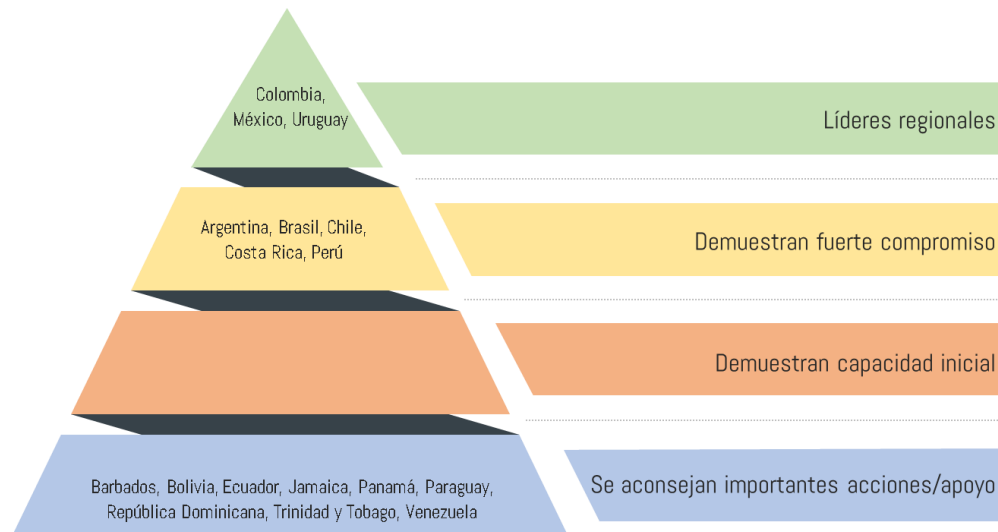 Colombia,
México, Uruguay
Líderes regionales
Argentina, Brasil, Chile,
Costa Rica, Perú
Demuestran fuerte compromiso
Demuestran capacidad inicial
Barbados, Bolivia, Ecuador, Jamaica, Panamá, Paraguay,
República Dominicana, Trinidad y Tobago, Venezuela
Se aconsejan importantes acciones/apoyo